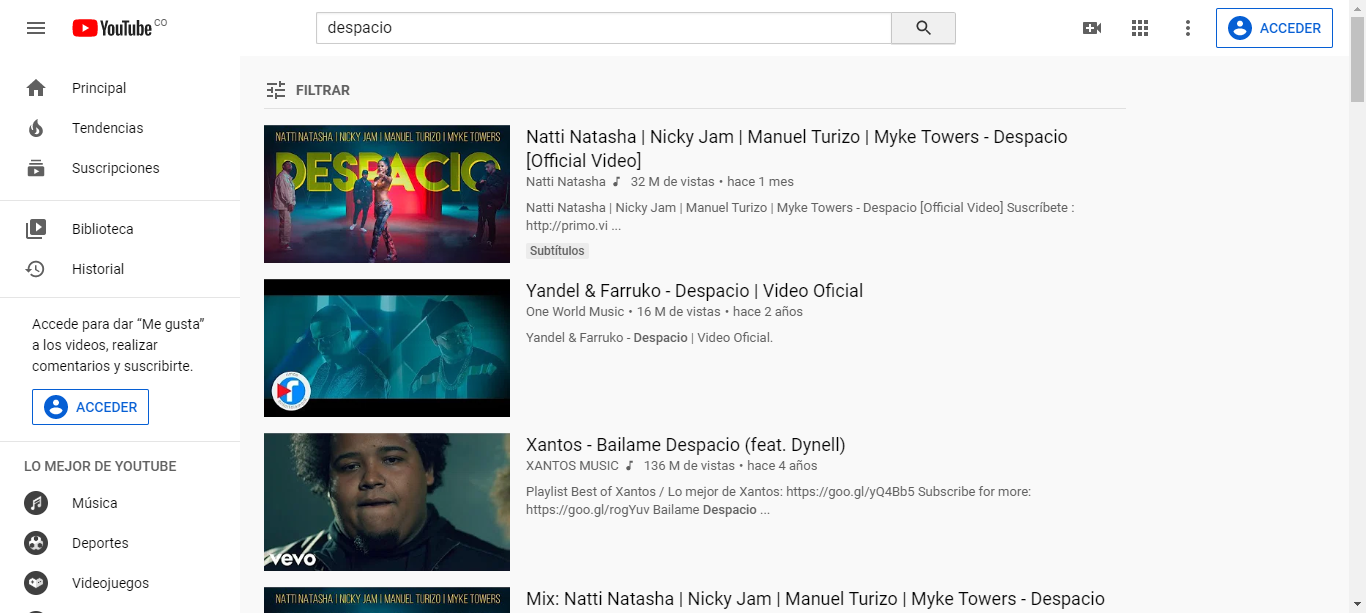 YouTube CO
despacio
ACCEDER
Principal
Tendencias
Suscripciones
Biblioteca
Historial
Accede para dar “Me gusta”
a los videos, realizar
comentarios y suscribirte.
ACCEDER
LO MEJOR DE YOUTUBE
Música
Deportes
Videojuegos
FILTRAR
NATTI NATASHA | NICKY JAM | MANUEL TURIZO | MYKE TOWERS
DESPACIO
Natti Natasha | Nicky Jam | Manuel Turizo | Myke Towers - Despacio
[Official Video]
Natti Natasha 32 M de vistas • hace 1 mes
Natti Natasha | Nicky Jam | Manuel Turizo | Myke Towers - Despacio [Official Video] Suscríbete :
http://primo.vi ...
Subtítulos
Yandel & Farruko - Despacio | Video Oficial
One World Music • 16 M de vistas • hace 2 años
Yandel & Farruko - Despacio | Video Oficial.
vevo
Xantos - Bailame Despacio (feat. Dynell)
XANTOS MUSIC 136 M de vistas • hace 4 años
Playlist Best of Xantos / Lo mejor de Xantos: https://goo.gl/yQ4Bb5 Subscribe for more:
https://goo.gl/rogYuv Bailame Despacio ...
NATTI NATASHA | NICKY JAM | MANUEL TURIZO | MYKE TOWERS
Mix: Natti Natasha | Nicky Jam | Manuel Turizo | Myke Towers - Despacio